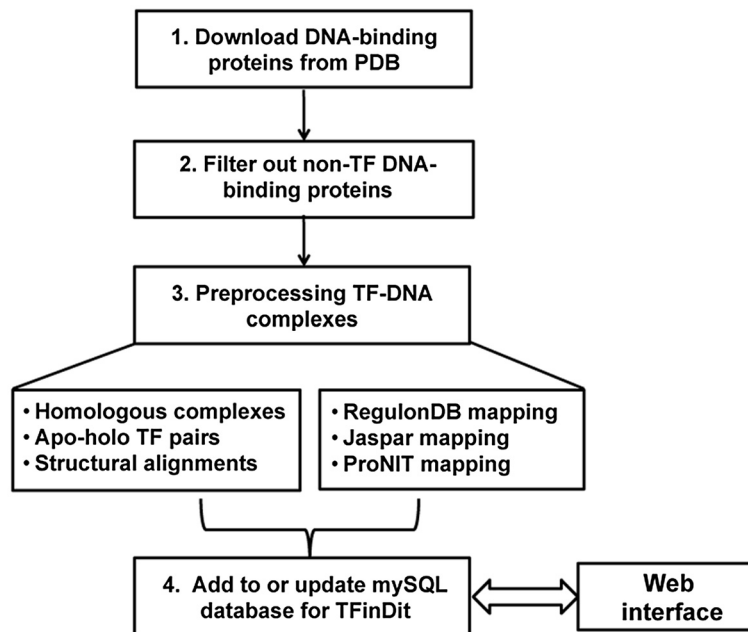 1. Download DNA-binding
proteins from PDB
2. Filter out non-TF DNA-
binding proteins
3. Preprocessing TF-DNA
complexes
• Homologous complexes
• Apo-holo TF pairs
• Structural alignments
• RegulonDB mapping
• Jaspar mapping
• ProNIT mapping
4. Add to or update mySQL
database for TFinDit
Web
interface